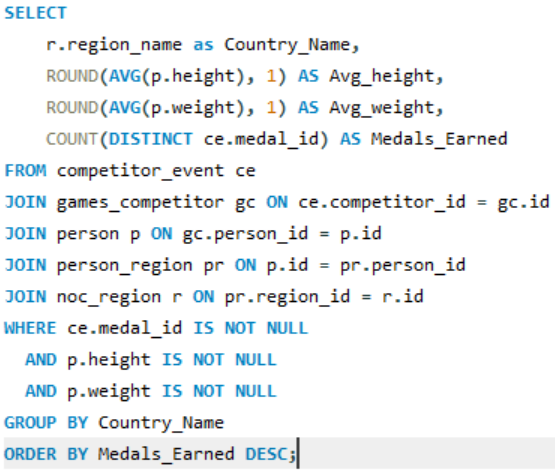 SELECT
    r.region_name as Country_Name,
    ROUND(AVG(p.height), 1) AS Avg_height,
    ROUND(AVG(p.weight), 1) AS Avg_weight,
    COUNT(DISTINCT ce.medal_id) AS Medals_Earned
FROM competitor_event ce
JOIN games_competitor gc ON ce.competitor_id = gc.id
JOIN person p ON gc.person_id = p.id
JOIN person_region pr ON p.id = pr.person_id
JOIN noc_region r ON pr.region_id = r.id
WHERE ce.medal_id IS NOT NULL
  AND p.height IS NOT NULL
  AND p.weight IS NOT NULL
GROUP BY Country_Name
ORDER BY Medals_Earned DESC;